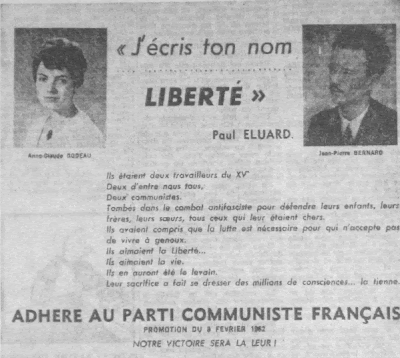 « J'écris ton nom
LIBERTÉ »
Paul ELUARD.
Anne-Claude GODEAU
Jean-Pierre BERNARD
Ils étaient deux travailleurs du XVe
Deux d'entre nous tous,
Deux communistes.
Tombés dans le combat antifasciste pour défendre leurs enfants, leurs
frères, leurs sœurs, tous ceux qui leur étaient chers.
Ils avaient compris que la lutte est nécessaire pour qui n'accepte pas
de vivre à genoux.
Ils aimaient la Liberté...
Ils aimaient la vie.
Ils en auront été le levain.
Leur sacrifice a fait se dresser des millions de consciences... la tienne.
ADHERE AU PARTI COMMUNISTE FRANÇAIS
PROMOTION DU 8 FEVRIER 1962
NOTRE VICTOIRE SERA LA LEUR !